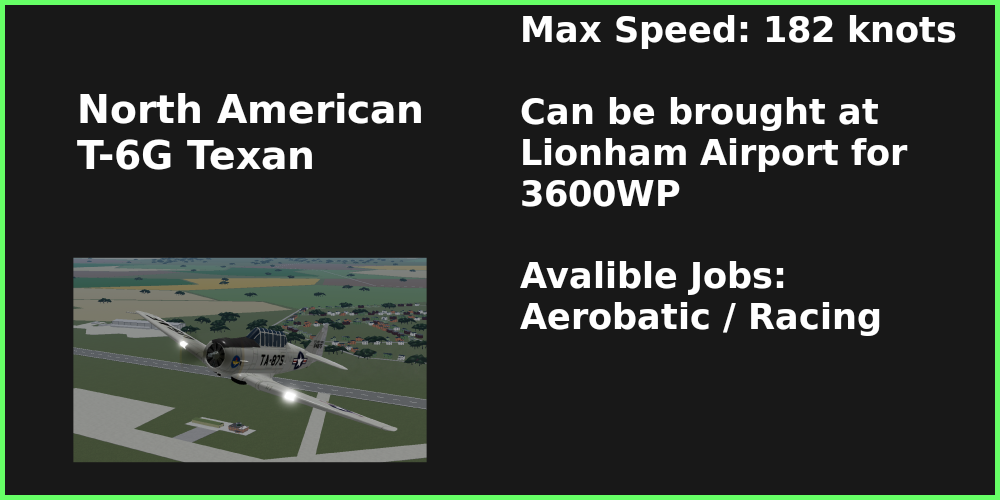 North American
T-6G Texan
TA-875
Max Speed: 182 knots
Can be brought at
Lionham Airport for
3600WP
Avalible Jobs:
Aerobatic / Racing